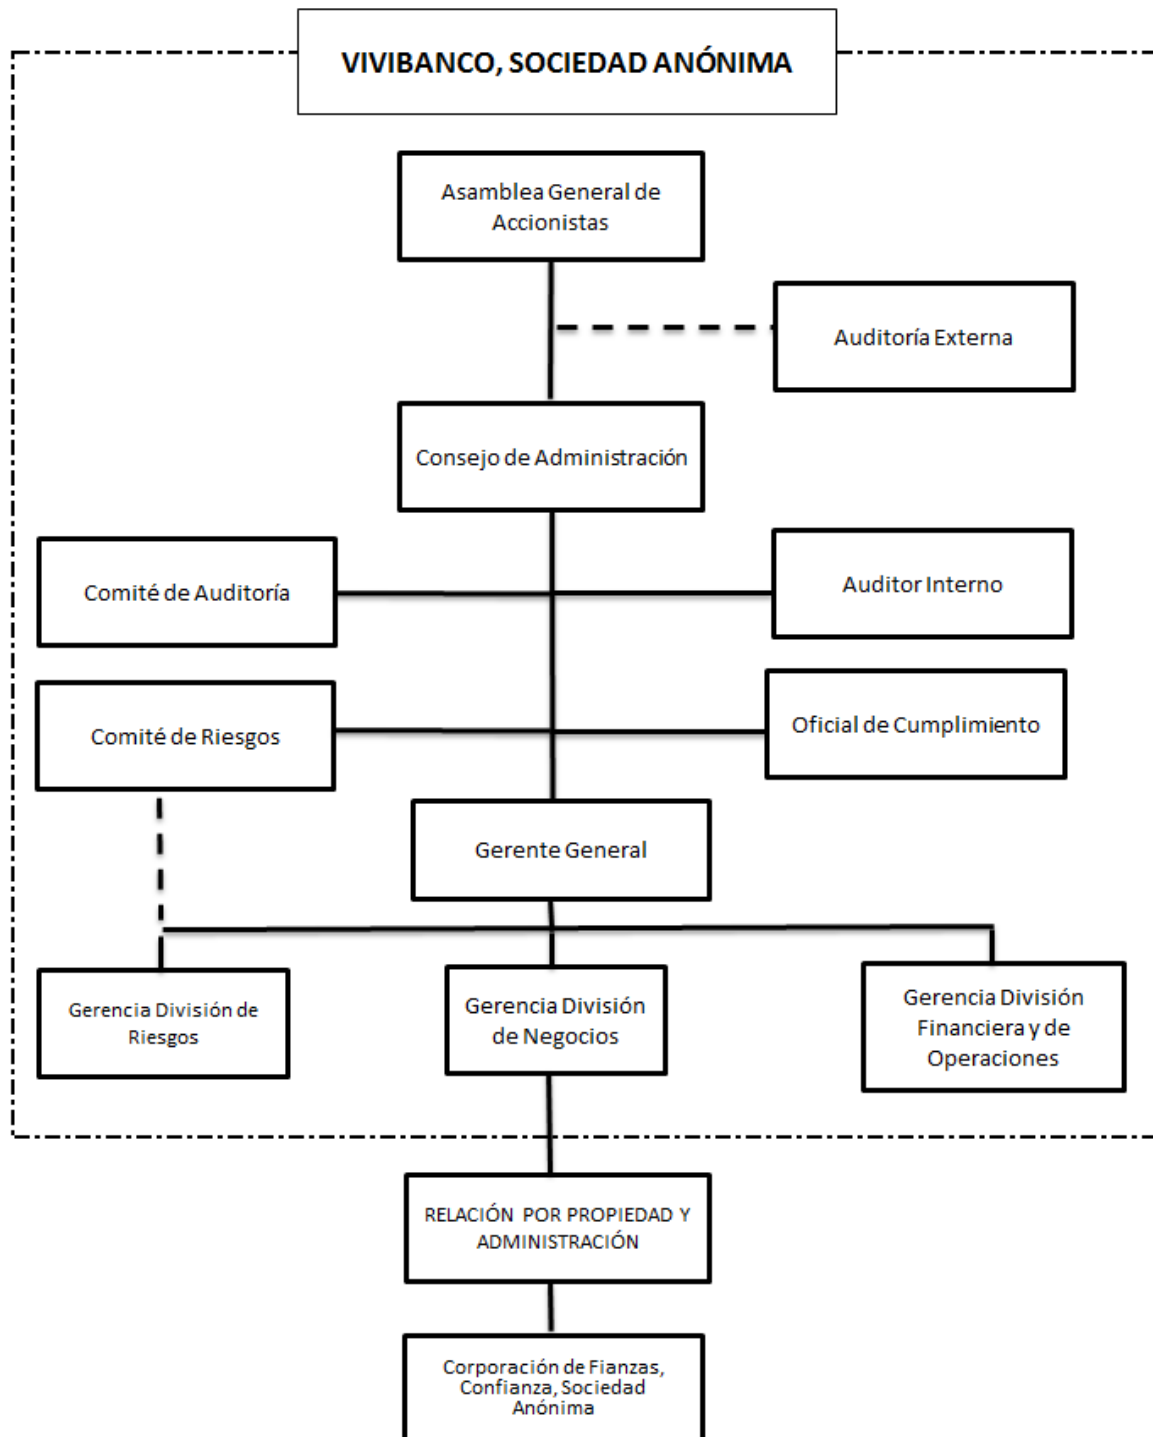 VIVIBANCO, SOCIEDAD ANÓNIMA
Asamblea General de
Accionistas
Auditoría Externa
Consejo de Administración
Comité de Auditoría
Auditor Interno
Comité de Riesgos
Oficial de Cumplimiento
Gerente General
Gerencia División de
Riesgos
Gerencia División
de Negocios
Gerencia División
Financiera y de
Operaciones
RELACIÓN POR PROPIEDAD Y
ADMINISTRACIÓN
Corporación de Fianzas,
Confianza, Sociedad
Anónima